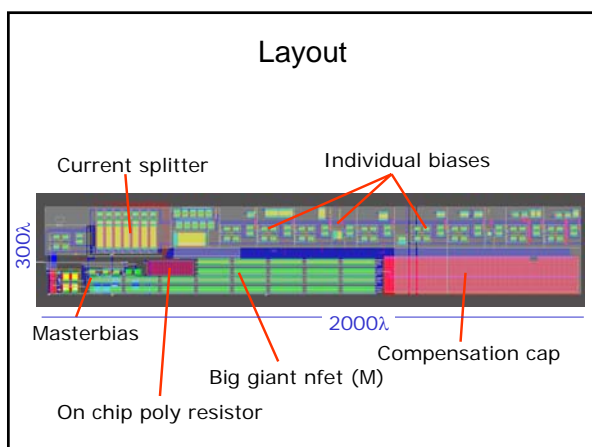 Layout
Current splitter
Individual biases
300λ
2000λ
Masterbias
Compensation cap
Big giant nfet (M)
On chip poly resistor